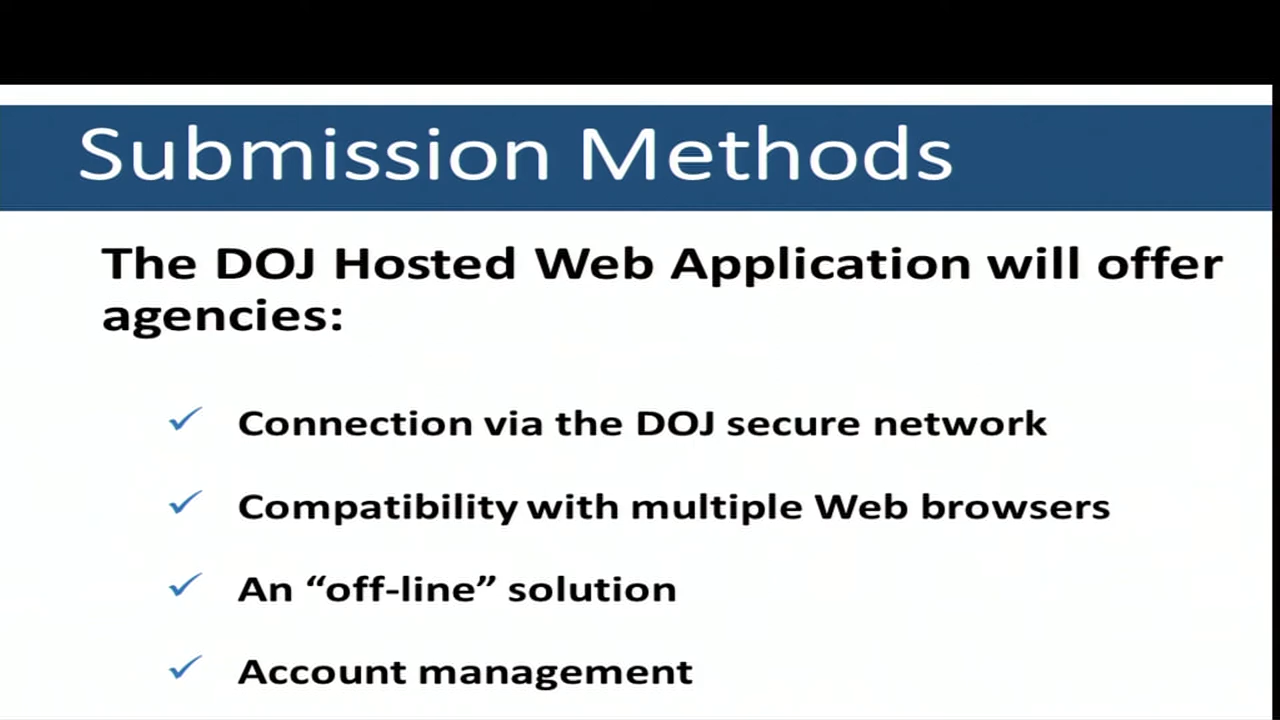 Submission Methods
The DOJ Hosted Web Application will offer
agencies:
✓ Connection via the DOJ secure network
✓ Compatibility with multiple Web browsers
✓ An “off-line” solution
✓ Account management